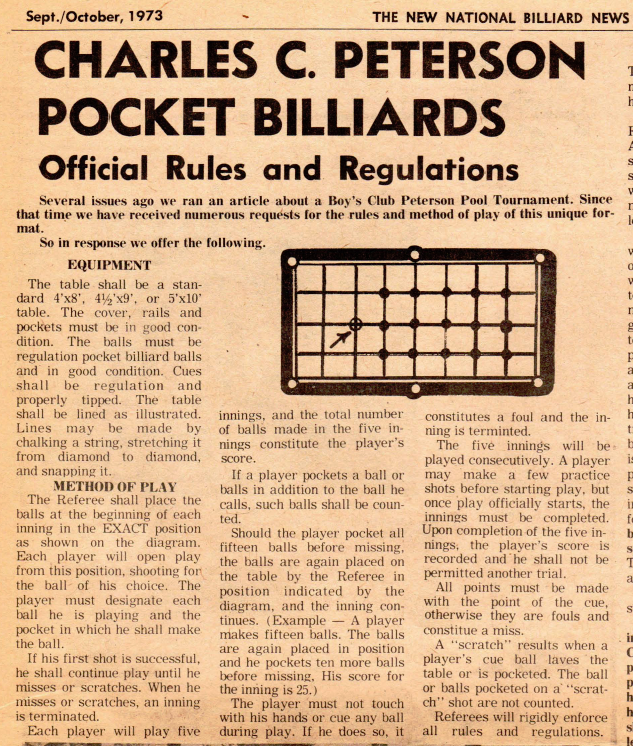 Sept./October, 1973
THE NEW NATIONAL BILLIARD NEWS
CHARLES C. PETERSON
POCKET BILLIARDS
Official Rules and Regulations
Several issues ago we ran an article about a Boy's Club Peterson Pool Tournament. Since
that time we have received numerous requests for the rules and method of play of this unique for-
mat.
So in response we offer the following.
EQUIPMENT
The table shall be a stan-
dard 4'x8', 4½'x9', or 5'x10'
table. The cover, rails and
pockets must be in good con-
dition. The balls must be
regulation pocket billiard balls
and in good condition. Cues
shall be regulation and
properly tipped. The table
shall be lined as illustrated.
Lines may be made by
chalking a string, stretching it
from diamond to diamond,
and snapping it.
METHOD OF PLAY
The Referee shall place the
balls at the beginning of each
inning in the EXACT position
as shown on the diagram.
Each player will open play
from this position, shooting for
the ball of his choice. The
player must designate each
ball he is playing and the
pocket in which he shall make
the ball.
If his first shot is successful,
he shall continue play until he
misses or scratches. When he
misses or scratches, an inning
is terminated.
Each player will play five
innings, and the total number
of balls made in the five in-
nings constitute the player's
score.
If a player pockets a ball or
balls in addition to the ball he
calls, such balls shall be coun-
ted.
Should the player pocket all
fifteen balls before missing,
the balls are again placed on
the table by the Referee in
position indicated by the
diagram, and the inning con-
tinues. (Example — A player
makes fifteen balls. The balls
are again placed in position
and he pockets ten more balls
before missing, His score for
the inning is 25.)
The player must not touch
with his hands or cue any ball
during play. If he does so, it
constitutes a foul and the in-
ning is terminted.
The five innings will be
played consecutively. A player
may make a few practice
shots before starting play, but
once play officially starts, the
innings must be completed.
Upon completion of the five in-
nings, the player's score is
recorded and he shall not be
permitted another trial.
All points must be made
with the point of the cue,
otherwise they are fouls and
constitue a miss.
A "scratch" results when a
player's cue ball laves the
table or is pocketed. The ball
or balls pocketed on a "scrat-
ch" shot are not counted.
Referees will rigidly enforce
all rules and regulations.